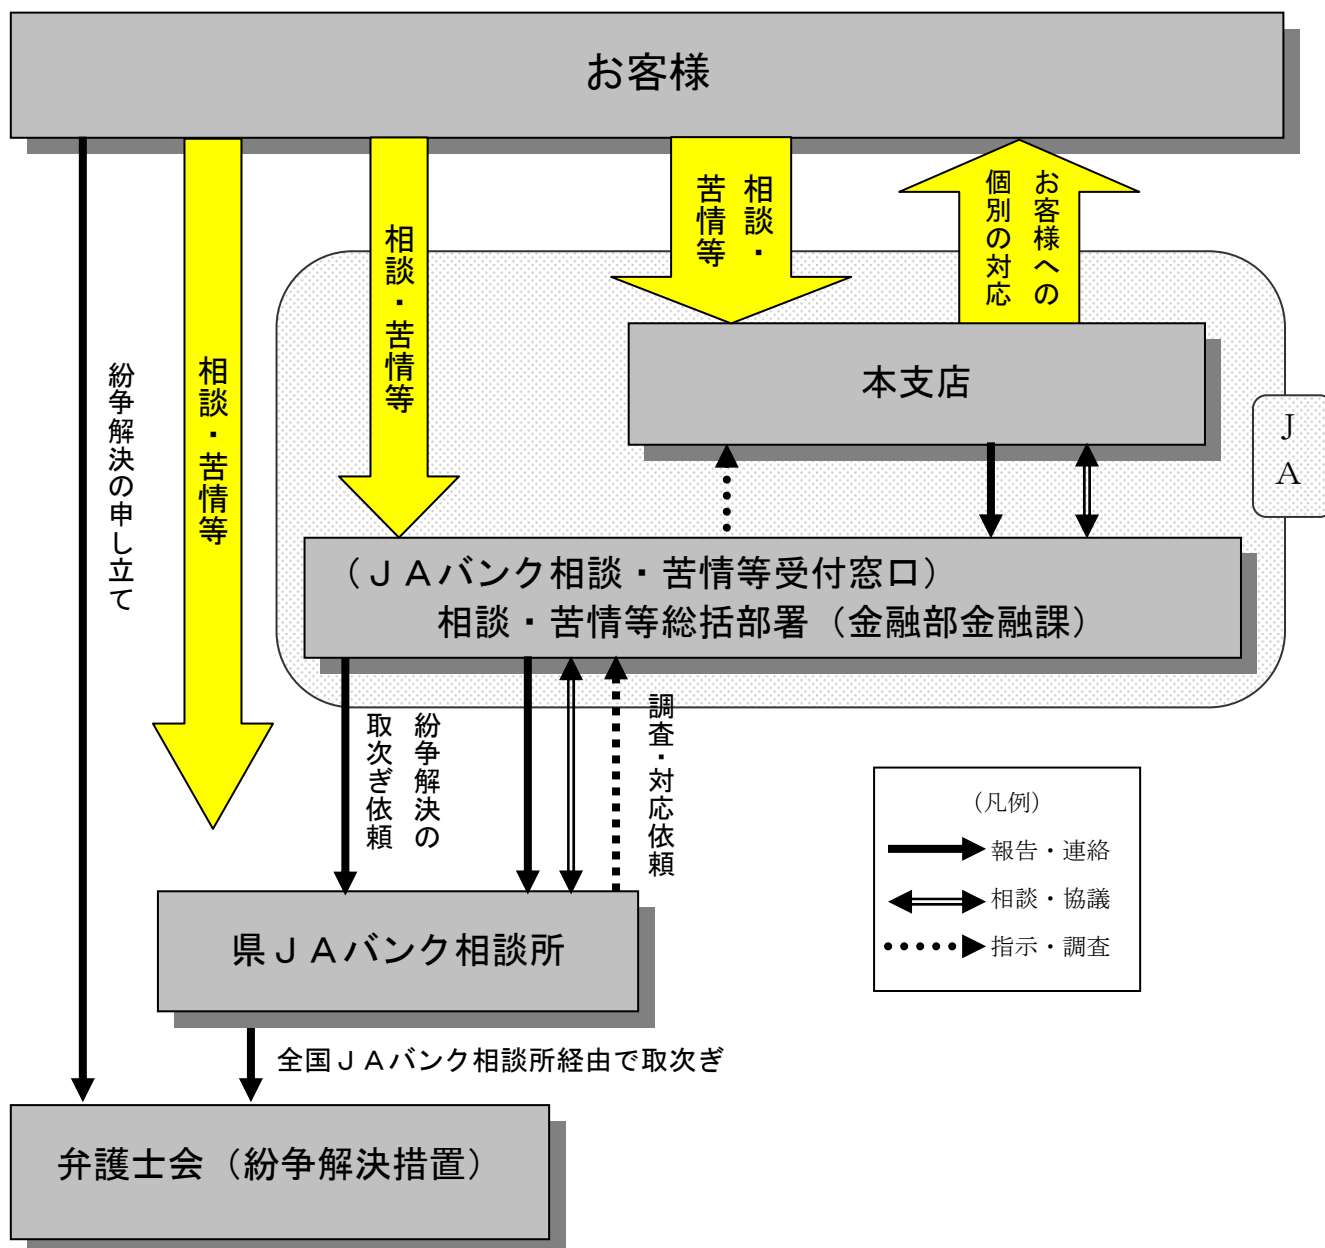 お客様
相談・
苦情等
お客様への
個別の対応
相談・苦情等
相談・苦情等
紛争解決の申し立て
本支店
J
A
（ＪＡバンク相談・苦情等受付窓口）
相談・苦情等総括部署（金融部金融課）
紛争解決の
取次ぎ依頼
調査・対応依頼
（凡例）
報告・連絡
相談・協議
指示・調査
県ＪＡバンク相談所
全国ＪＡバンク相談所経由で取次ぎ
弁護士会（紛争解決措置）